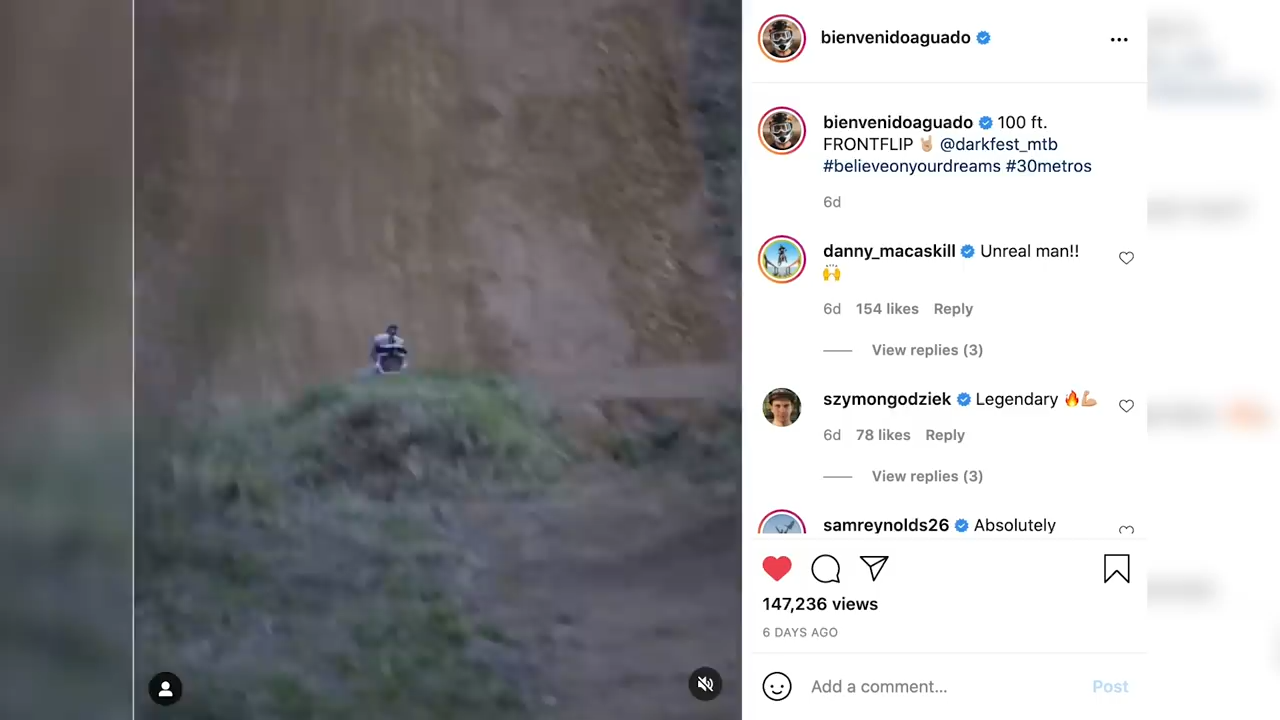 bienvenidoaguado
bienvenidoaguado 100 ft.
FRONTFLIP 🤘🏼 @darkfest_mtb
#believeonyourdreams #30metros
6d
danny_macaskill Unreal man!!
🙌
6d 154 likes Reply
View replies (3)
szymongodziek Legendary 🔥💪🏼
6d 78 likes Reply
View replies (3)
samreynolds26 Absolutely
147,236 views
6 DAYS AGO
Add a comment... Post